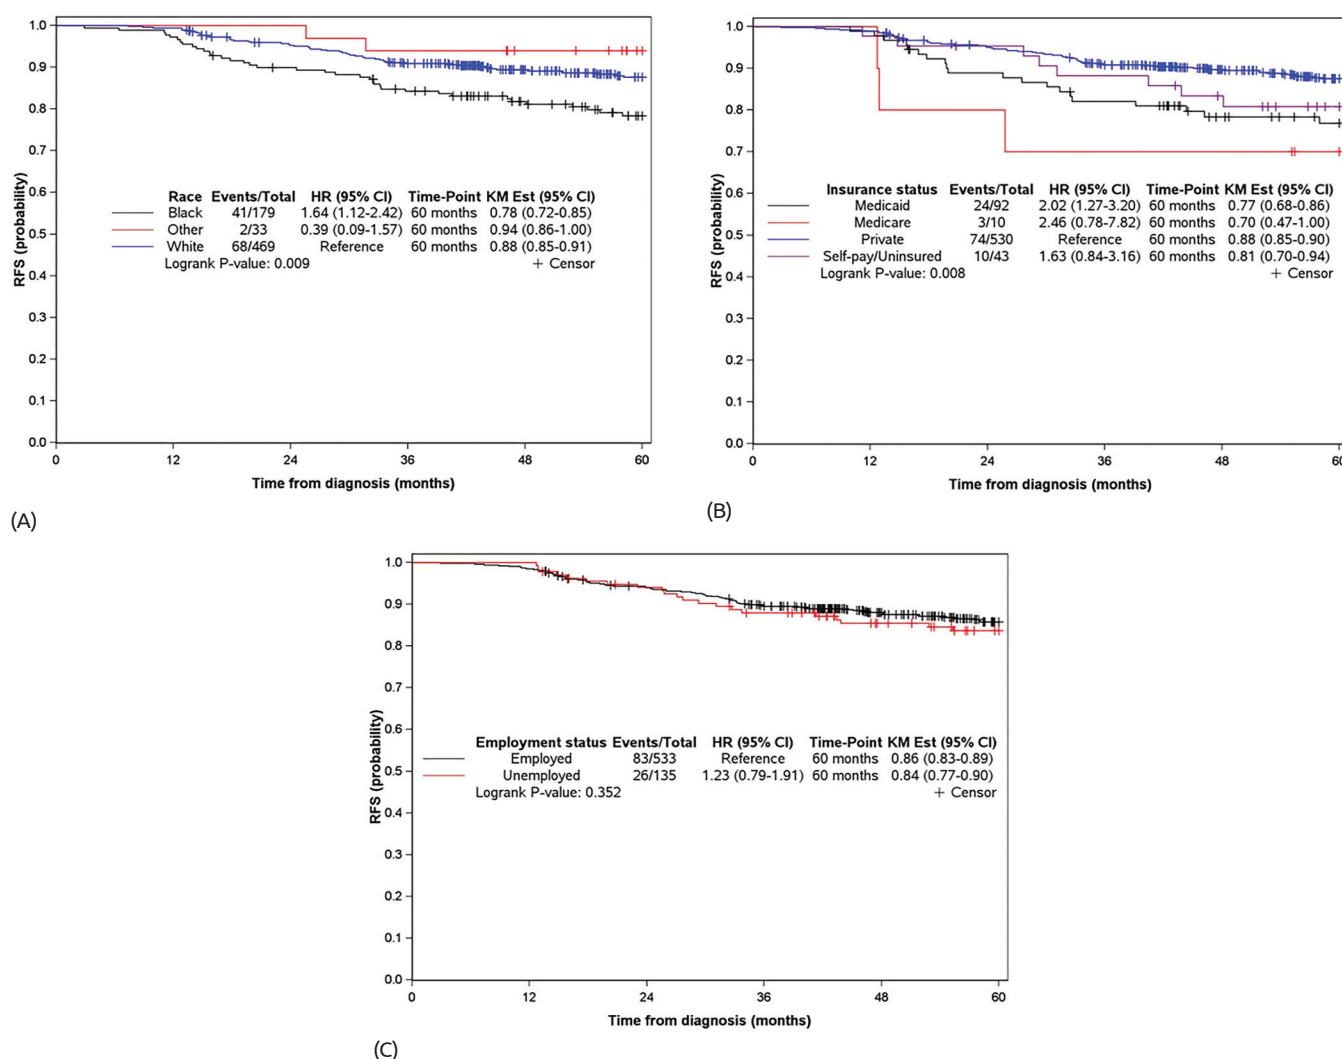 1.0
0.9
0.8
0.7
0.6
0.5
0.4
0.3
0.2
0.1
0.0
RFS (probability)
Race Events/Total HR (95% CI) Time-Point KM Est (95% CI)
Black 41/179 1.64 (1.12-2.42) 60 months 0.78 (0.72-0.85)
Other 2/33 0.39 (0.09-1.57) 60 months 0.94 (0.86-1.00)
White 68/469 Reference 60 months 0.88 (0.85-0.91)
Logrank P-value: 0.009 + Censor
0 12 24 36 48 60
Time from diagnosis (months)
(A)
1.0
0.9
0.8
0.7
0.6
0.5
0.4
0.3
0.2
0.1
0.0
RFS (probability)
Insurance status Events/Total HR (95% CI) Time-Point KM Est (95% CI)
Medicaid 24/92 2.02 (1.27-3.20) 60 months 0.77 (0.68-0.86)
Medicare 3/10 2.46 (0.78-7.82) 60 months 0.70 (0.47-1.00)
Private 74/530 Reference 60 months 0.88 (0.85-0.90)
Self-pay/Uninsured 10/43 1.63 (0.84-3.16) 60 months 0.81 (0.70-0.94)
Logrank P-value: 0.008 + Censor
0 12 24 36 48 60
Time from diagnosis (months)
(B)
1.0
0.9
0.8
0.7
0.6
0.5
0.4
0.3
0.2
0.1
0.0
RFS (probability)
Employment status Events/Total HR (95% CI) Time-Point KM Est (95% CI)
Employed 83/533 Reference 60 months 0.86 (0.83-0.89)
Unemployed 26/135 1.23 (0.79-1.91) 60 months 0.84 (0.77-0.90)
Logrank P-value: 0.352 + Censor
0 12 24 36 48 60
Time from diagnosis (months)
(C)